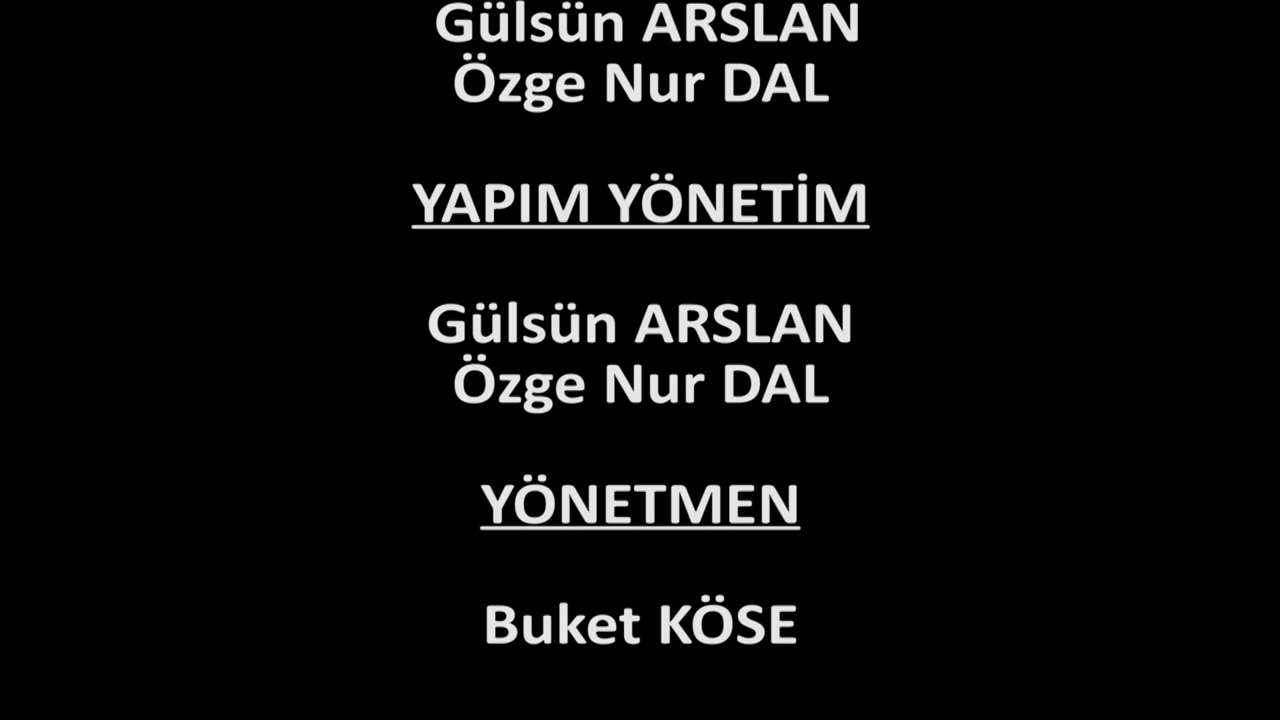 Gülsün ARSLAN
Özge Nur DAL
YAPIM YÖNETİM
Gülsün ARSLAN
Özge Nur DAL
YÖNETMEN
Buket KÖSE